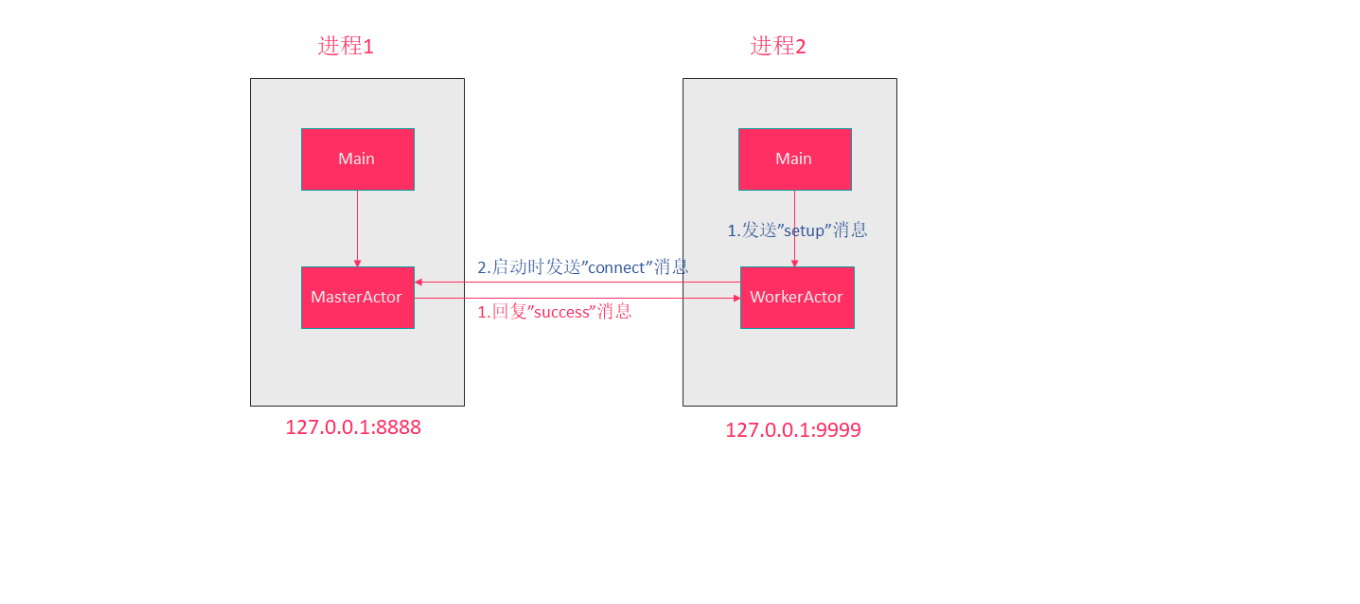 进程1
进程2
Main
Main
1.发送”setup”消息
2.启动时发送”connect”消息
MasterActor
WorkerActor
1.回复”success”消息
127.0.0.1:8888
127.0.0.1:9999